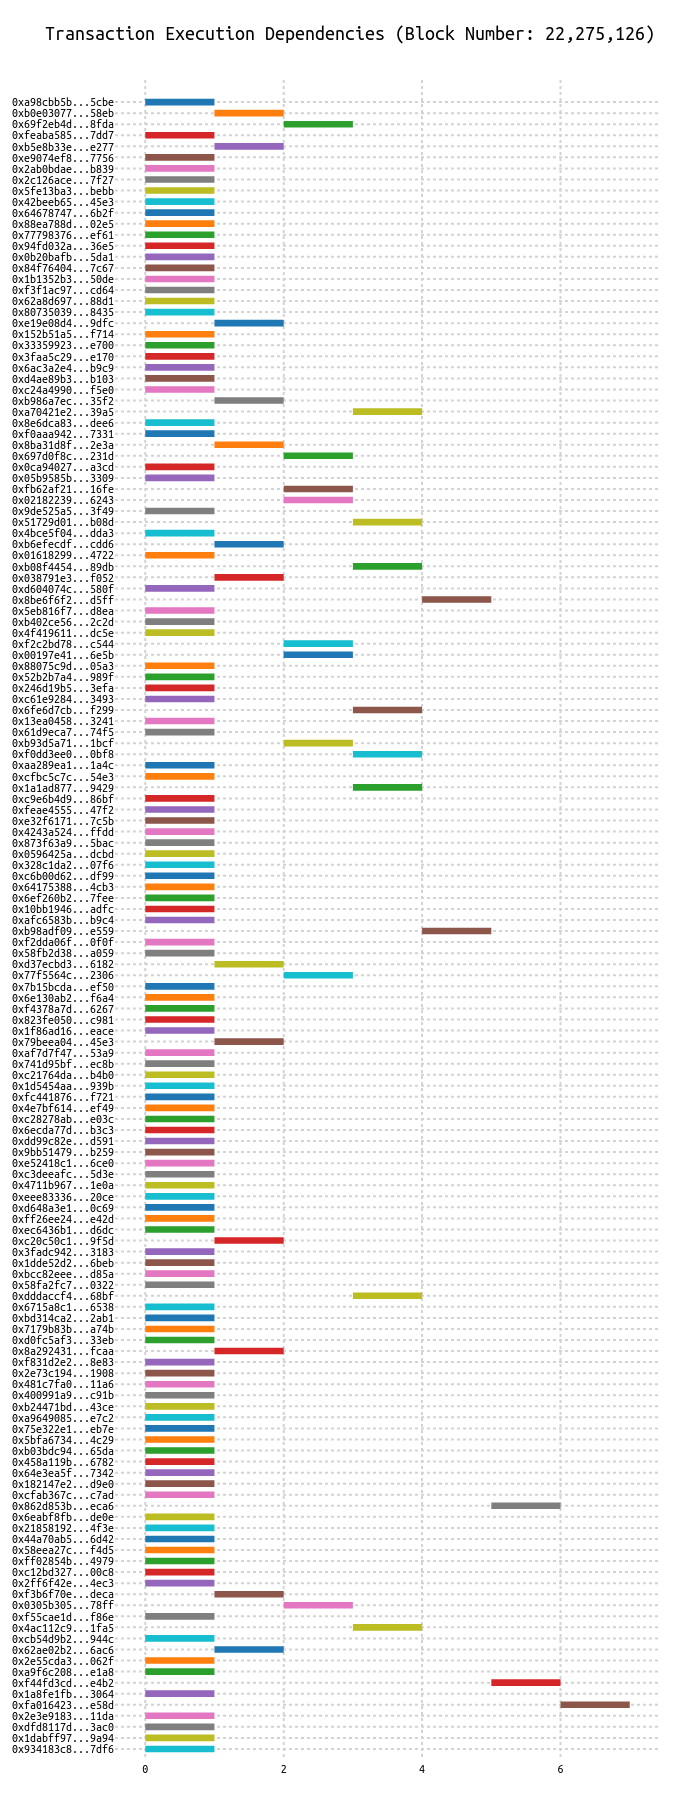 Transaction Execution Dependencies (Block Number: 22,275,126)
0xa98cbb5b...5cbe
0xb0e03077...58eb
0x69f2eb4d...8fda
0xfeaba585...7dd7
0xb5e8b33e...e277
0xe9074ef8...7756
0x2ab0bdae...b839
0x2c126ace...7f27
0x5fe13ba3...bebb
0x42beeb65...45e3
0x64678747...6b2f
0x88ea788d...02e5
0x77798376...ef61
0x94fd032a...36e5
0x0b20bafb...5da1
0x84f76404...7c67
0x1b1352b3...50de
0xf3f1ac97...cd64
0x62a8d697...88d1
0x80735039...8435
0xe19e08d4...9dfc
0x152b51a5...f714
0x33359923...e700
0x3faa5c29...e170
0x6ac3a2e4...b9c9
0xd4ae89b3...b103
0xc24a4990...f5e0
0xb986a7ec...35f2
0xa70421e2...39a5
0x8e6dca83...dee6
0xf0aaa942...7331
0x8ba31d8f...2e3a
0x697d0f8c...231d
0x0ca94027...a3cd
0x05b9585b...3309
0xfb62af21...16fe
0x02182239...6243
0x9de525a5...3f49
0x51729d01...b08d
0x4bce5f04...dda3
0xb6efecdf...cdd6
0x01618299...4722
0xb08f4454...89db
0x038791e3...f052
0xd604074c...580f
0x8be6f6f2...d5ff
0x5eb816f7...d8ea
0xb402ce56...2c2d
0x4f419611...dc5e
0xf2c2bd78...c544
0x00197e41...6e5b
0x88075c9d...05a3
0x52b2b7a4...989f
0x246d19b5...3efa
0xc61e9284...3493
0x6fe6d7cb...f299
0x13ea0458...3241
0x61d9eca7...74f5
0xb93d5a71...1bcf
0xf0dd3ee0...0bf8
0xaa289ea1...1a4c
0xcfbc5c7c...54e3
0x1a1ad877...9429
0xc9e6b4d9...86bf
0xfeae4555...47f2
0xe32f6171...7c5b
0x4243a524...ffdd
0x873f63a9...5bac
0x0596425a...dcbd
0x328c1da2...07f6
0xc6b00d62...df99
0x64175388...4cb3
0x6ef260b2...7fee
0x10bb1946...adfc
0xafc6583b...b9c4
0xb98adf09...e559
0xf2dda06f...0f0f
0x58fb2d38...a059
0xd37ecbd3...6182
0x77f5564c...2306
0x7b15bcda...ef50
0x6e130ab2...f6a4
0xf4378a7d...6267
0x823fe050...c981
0x1f86ad16...eace
0x79beea04...45e3
0xaf7d7f47...53a9
0x741d95bf...ec8b
0xc21764da...b4b0
0x1d5454aa...939b
0xfc441876...f721
0x4e7bf614...ef49
0xc28278ab...e03c
0x6ecda77d...b3c3
0xdd99c82e...d591
0x9bb51479...b259
0xe52418c1...6ce0
0xc3deeafc...5d3e
0x4711b967...1e0a
0xeee83336...20ce
0xd648a3e1...0c69
0xff26ee24...e42d
0xec6436b1...d6dc
0xc20c50c1...9f5d
0x3fadc942...3183
0x1dde52d2...6beb
0xbcc82eee...d85a
0x58fa2fc7...0322
0xdddaccf4...68bf
0x6715a8c1...6538
0xbd314ca2...2ab1
0x7179b83b...a74b
0xd0fc5af3...33eb
0x8a292431...fcaa
0xf831d2e2...8e83
0x2e73c194...1908
0x481c7fa0...11a6
0x400991a9...c91b
0xb24471bd...43ce
0xa9649085...e7c2
0x75e322e1...eb7e
0x5bfa6734...4c29
0xb03bdc94...65da
0x458a119b...6782
0x64e3ea5f...7342
0x182147e2...d9e0
0xcfab367c...c7ad
0x862d853b...eca6
0x6eabf8fb...de0e
0x21858192...4f3e
0x44a70ab5...6d42
0x58eea27c...f4d5
0xff02854b...4979
0xc12bd327...00c8
0x2ff6f42e...4ec3
0xf3b6f70e...deca
0x0305b305...78ff
0xf55cae1d...f86e
0x4ac112c9...1fa5
0xcb54d9b2...944c
0x62ae02b2...6ac6
0x2e55cda3...062f
0xa9f6c208...e1a8
0xf44fd3cd...e4b2
0x1a8fe1fb...3064
0xfa016423...e58d
0x2e3e9183...11da
0xdfd8117d...3ac0
0x1dabff97...9a94
0x934183c8...7df6
0 2 4 6